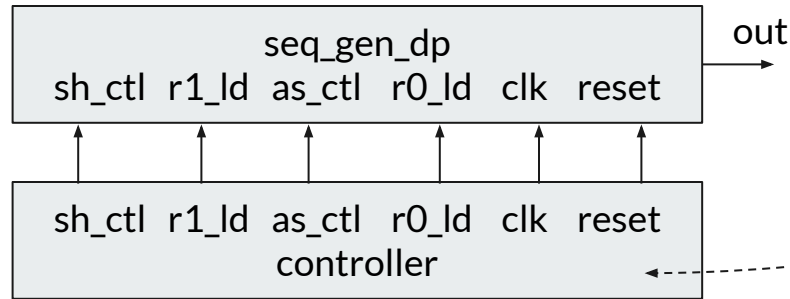 seq_gen_dp
out
sh_ctl r1_ld as_ctl r0_ld clk reset
sh_ctl r1_ld as_ctl r0_ld clk reset
controller